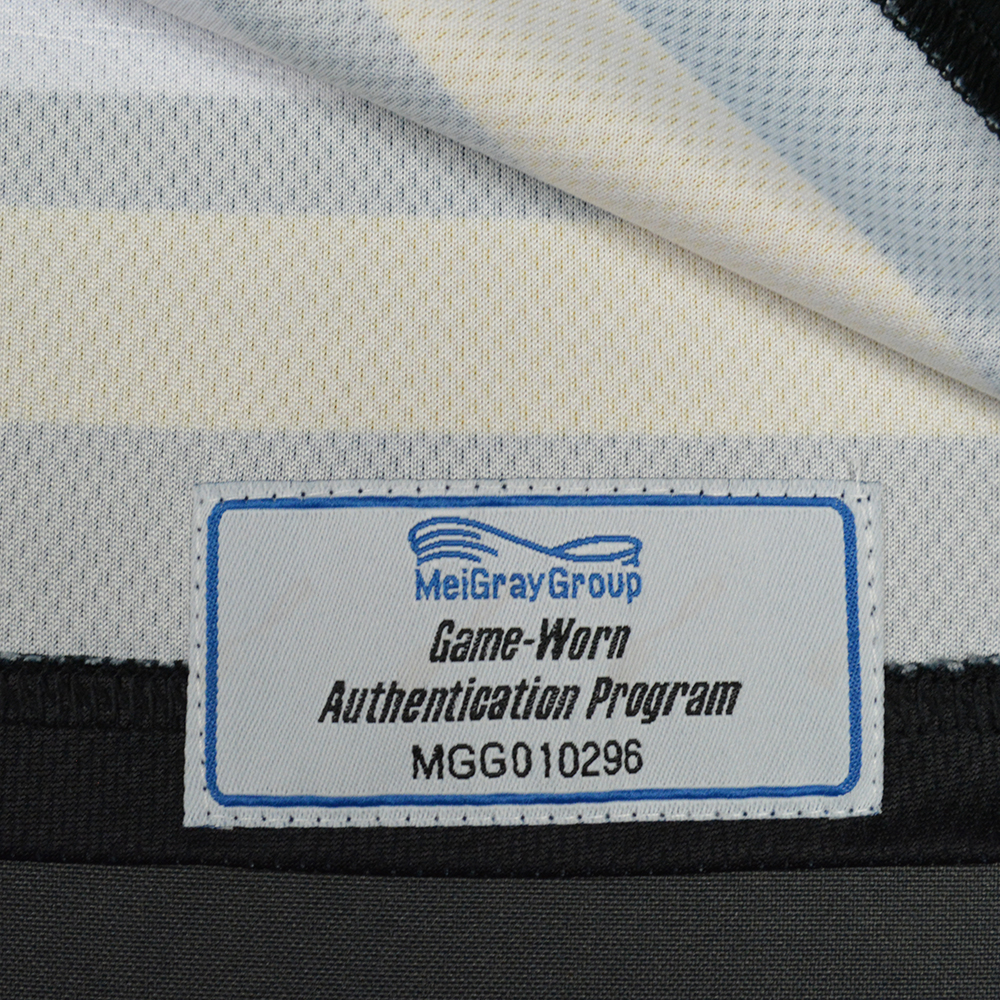 MeiGrayGroup
Game-Worn
Authentication Program
MGG010296